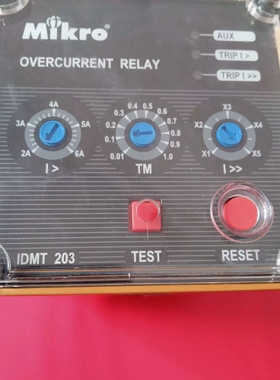 Mikro
OVERCURRENT RELAY
AUX
TRIP I >
TRIP I >>
4A
3A 5A
2A 6A
I >
0.4 0.5 0.6
0.3 0.7
0.2 0.8
0.1 0.9
0.01 1.0
TM
X3
X2 X4
X1 X5
I >>
IDMT 203
TEST
RESET